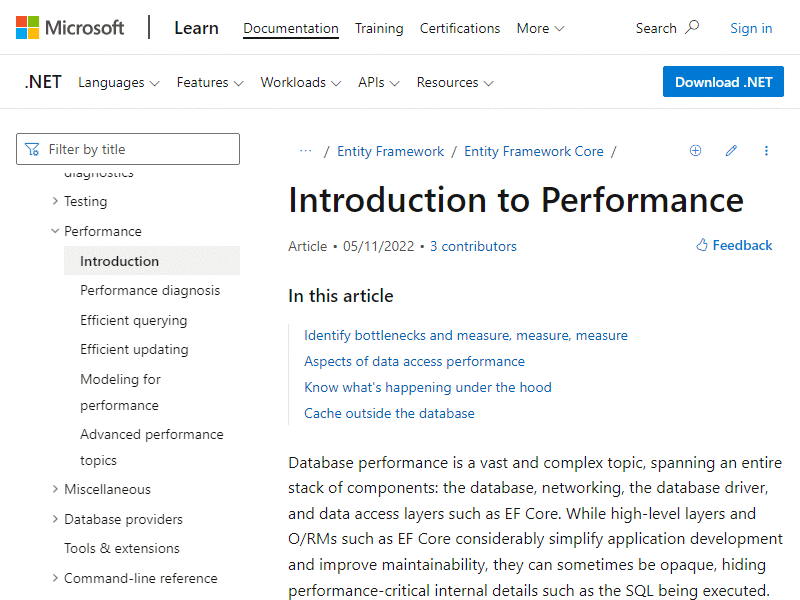 Microsoft
Learn
Documentation
Training
Certifications
More
Search
Sign in
.NET
Languages
Features
Workloads
APIs
Resources
Download .NET
Filter by title
diagnostics
Testing
Performance
Introduction
Performance diagnosis
Efficient querying
Efficient updating
Modeling for
performance
Advanced performance
topics
Miscellaneous
Database providers
Tools & extensions
Command-line reference
... / Entity Framework / Entity Framework Core /
Introduction to Performance
Article • 05/11/2022 • 3 contributors
Feedback
In this article
Identify bottlenecks and measure, measure, measure
Aspects of data access performance
Know what's happening under the hood
Cache outside the database
Database performance is a vast and complex topic, spanning an entire
stack of components: the database, networking, the database driver,
and data access layers such as EF Core. While high-level layers and
O/RMs such as EF Core considerably simplify application development
and improve maintainability, they can sometimes be opaque, hiding
performance-critical internal details such as the SQL being executed.